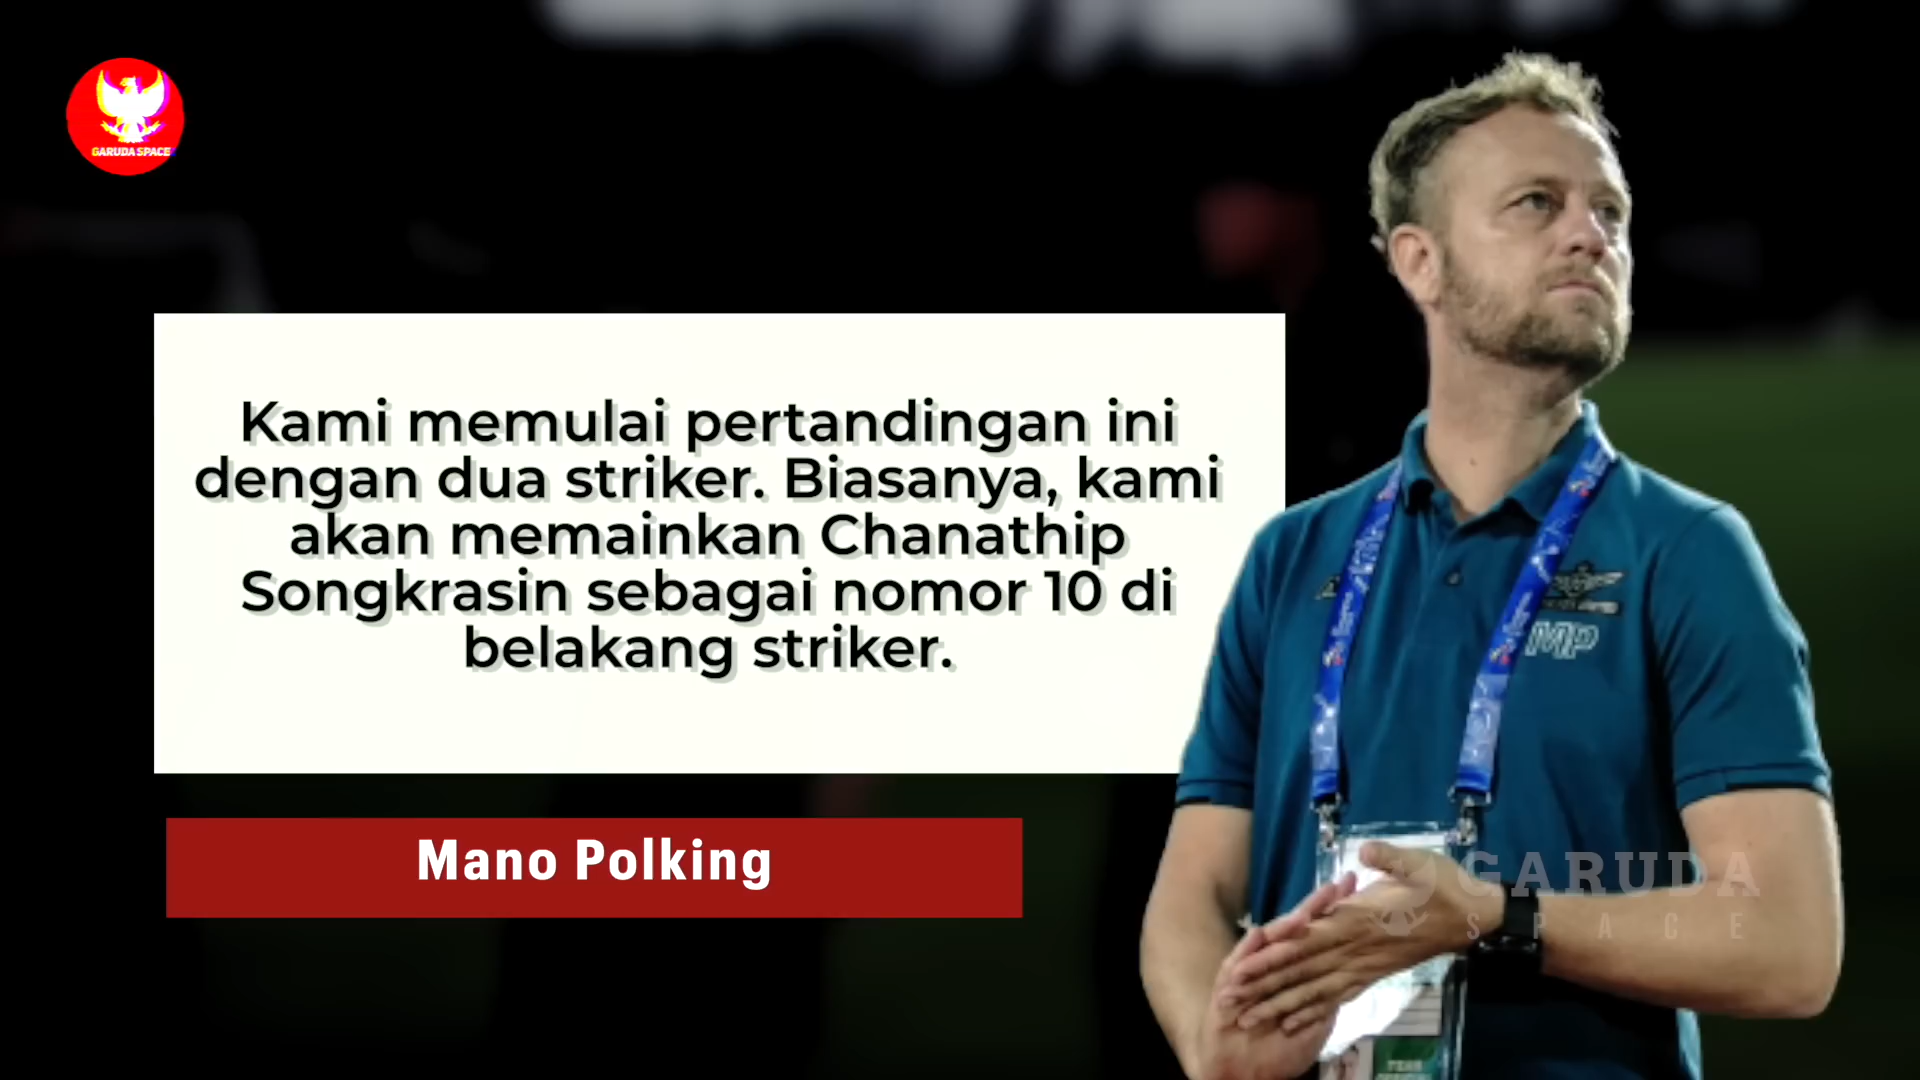 GARUDA SPACE
Kami memulai pertandingan ini
dengan dua striker. Biasanya, kami
akan memainkan Chanathip
Songkrasin sebagai nomor 10 di
belakang striker.
MP
Mano Polking
GARUDA
SPACE